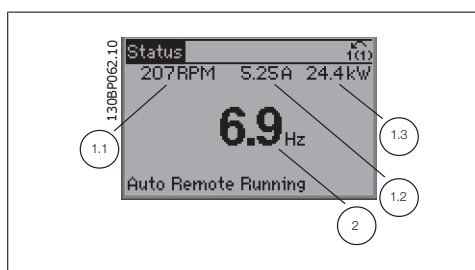 130BP062.10
Status
1(1)
207RPM 5.25A 24.4kW
1.1
1.3
6.9Hz
1.2
Auto Remote Running
2